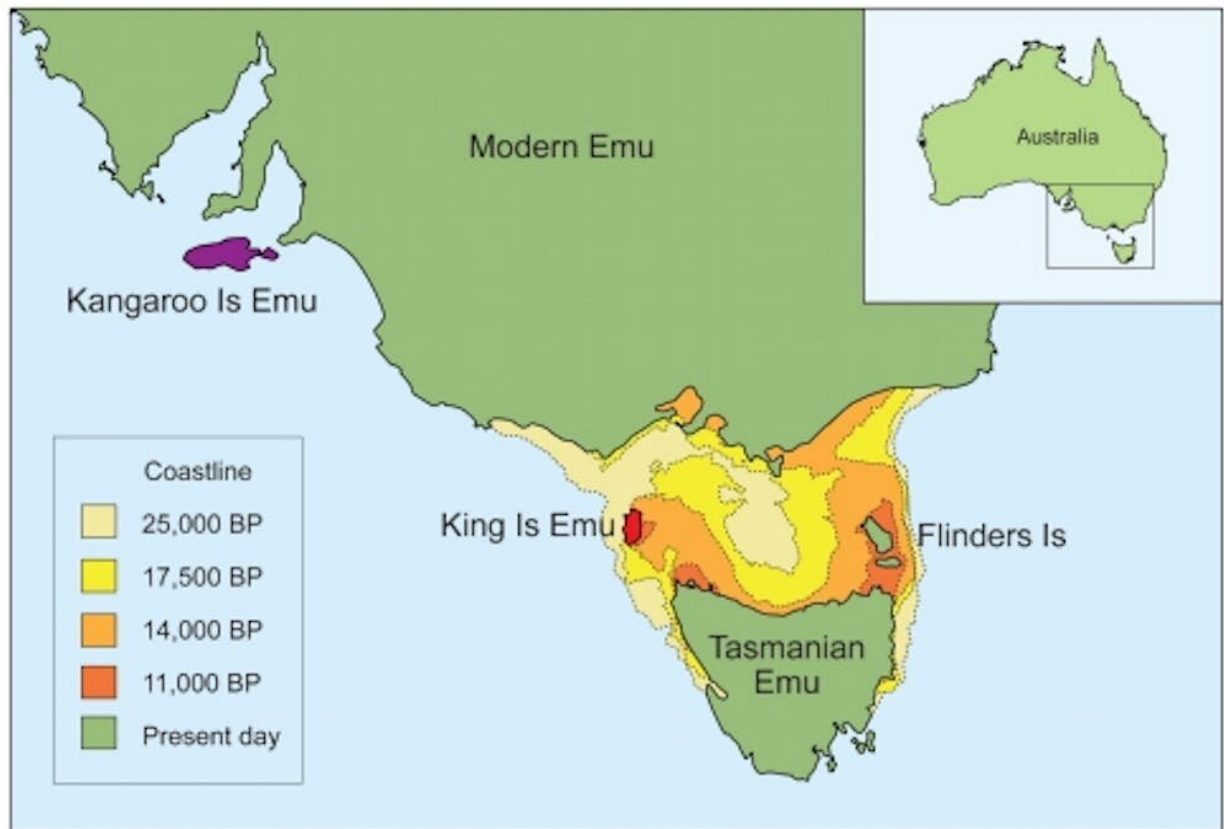 Modern Emu
Australia
Kangaroo Is Emu
Coastline
25,000 BP
17,500 BP
14,000 BP
11,000 BP
Present day
King Is Emu
Flinders Is
Tasmanian
Emu